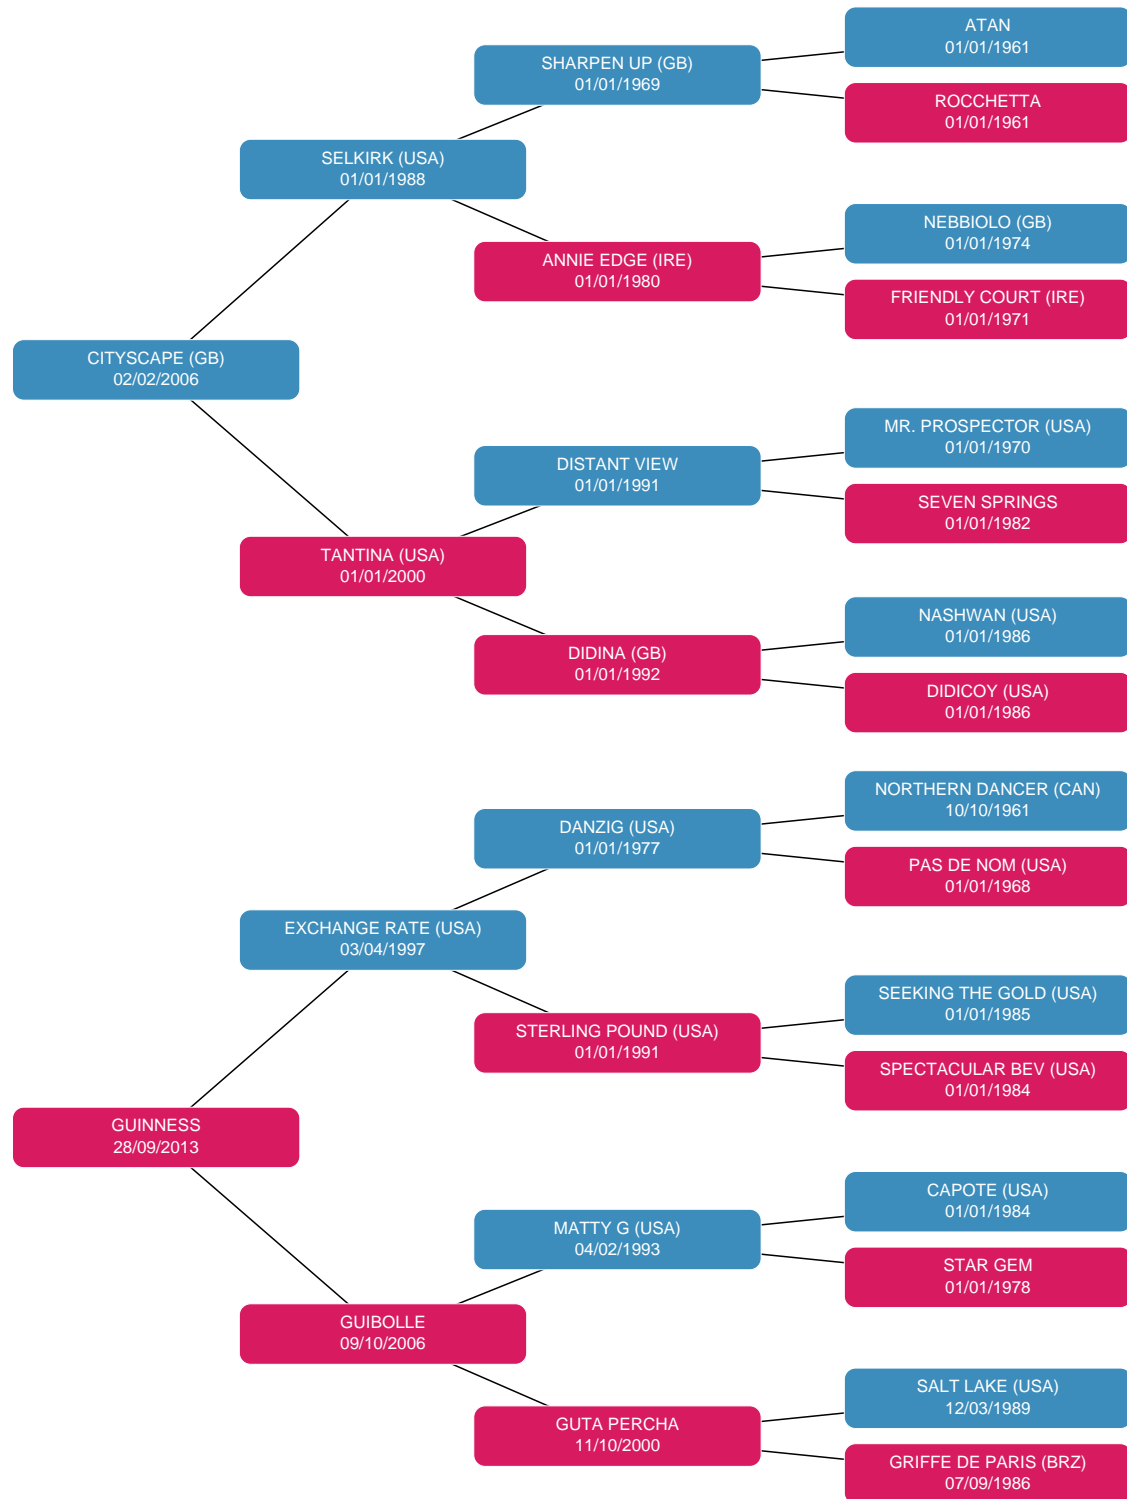 ATAN
01/01/1961
SHARPEN UP (GB)
01/01/1969
ROCCHETTA
01/01/1961
SELKIRK (USA)
01/01/1988
NEBBIOLO (GB)
01/01/1974
ANNIE EDGE (IRE)
01/01/1980
FRIENDLY COURT (IRE)
01/01/1971
CITYSCAPE (GB)
02/02/2006
MR. PROSPECTOR (USA)
01/01/1970
DISTANT VIEW
01/01/1991
SEVEN SPRINGS
01/01/1982
TANTINA (USA)
01/01/2000
NASHWAN (USA)
01/01/1986
DIDINA (GB)
01/01/1992
DIDICOY (USA)
01/01/1986
NORTHERN DANCER (CAN)
10/10/1961
DANZIG (USA)
01/01/1977
PAS DE NOM (USA)
01/01/1968
EXCHANGE RATE (USA)
03/04/1997
SEEKING THE GOLD (USA)
01/01/1985
STERLING POUND (USA)
01/01/1991
SPECTACULAR BEV (USA)
01/01/1984
GUINNESS
28/09/2013
CAPOTE (USA)
01/01/1984
MATTY G (USA)
04/02/1993
STAR GEM
01/01/1978
GUIBOLLE
09/10/2006
SALT LAKE (USA)
12/03/1989
GUTA PERCHA
11/10/2000
GRIFFE DE PARIS (BRZ)
07/09/1986